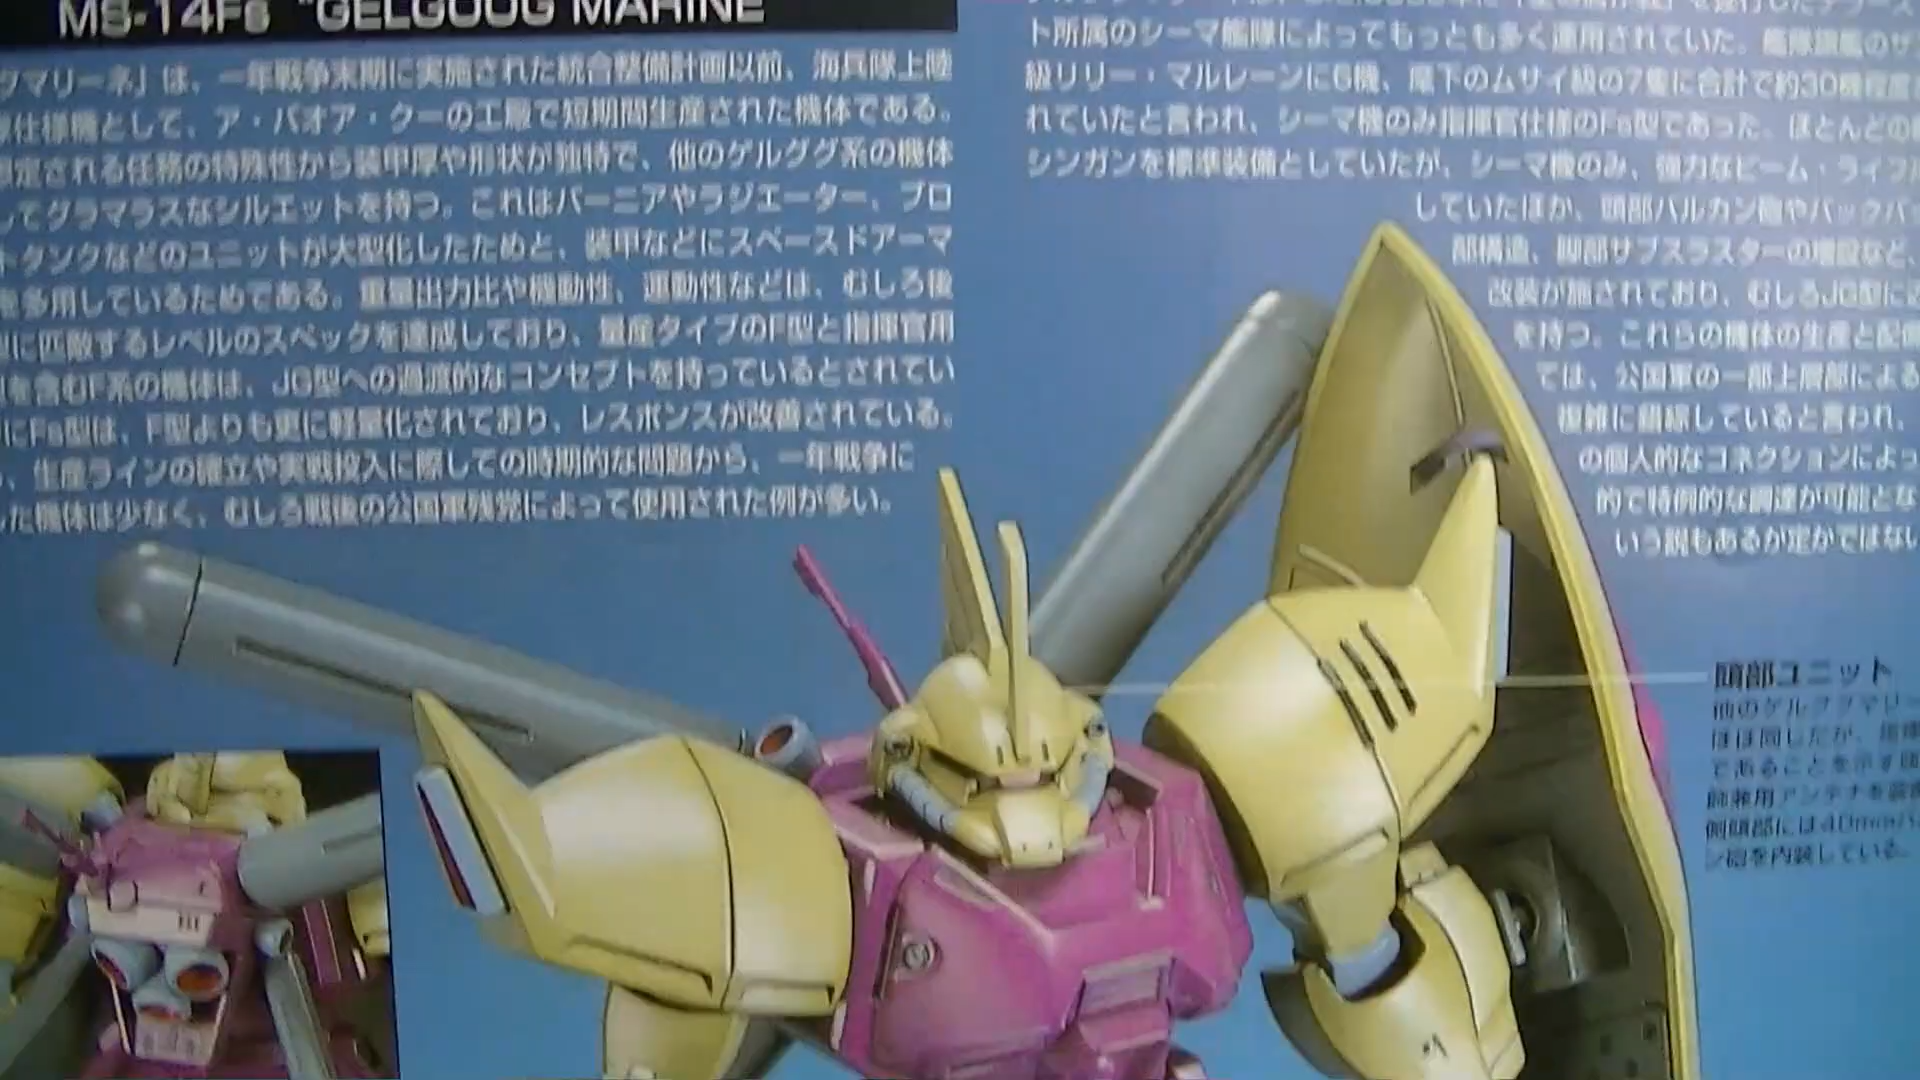 MS-14Fs "GELGOOG MARINE
グマリーネ」は、一年戦争末期に実施された統合整備計画以前、海兵隊上陸
仕様機として、ア・バオア・クーの工廠で短期間生産された機体である。
想定される任務の特殊性から装甲厚や形状が独特で、他のゲルググ系の機体
してグラマラスなシルエットを持つ。これはバーニアやラジエーター、プロ
トタンクなどのユニットが大型化したためと、装甲などにスペースドアーマ
を多用しているためである。重量出力比や機動性、運動性などは、むしろ後
に匹敵するレベルのスペックを達成しており、量産タイプのF型と指揮官用
を含むF系の機体は、JG型への過渡的なコンセプトを持っているとされてい
にFs型は、F型よりも更に軽量化されており、レスポンスが改善されている。
、生産ラインの確立や実戦投入に際しての時期的な問題から、一年戦争に
た機体は少なく、むしろ戦後の公国軍残党によって使用された例が多い。
ト所属のシーマ艦隊によってもっとも多く運用されていた。艦隊旗艦のザ
級リリー・マルレーンに6機、麾下のムサイ級の7隻に合計で約30機程度
れていたと言われ、シーマ機のみ指揮官仕様のFs型であった。ほとんどの
シンガンを標準装備としていたが、シーマ機のみ、強力なビーム・ライフ
していたほか、頭部バルカン砲やバックパ
部構造、脚部サブスラスターの増設など、
改装が施されており、むしろJG型に
を持つ。これらの機体の生産と配備
ては、公国軍の一部上層部による
複雑に錯綜していると言われ、
の個人的なコネクションによっ
的で特例的な調達が可能とな
いう説もあるが定かではない
頭部ユニット
他のゲルググマリー
ほぼ同じだが、指揮
であることを示す
師兼用アンテナを装備
側頭部には40mmバ
ン砲を内装している。